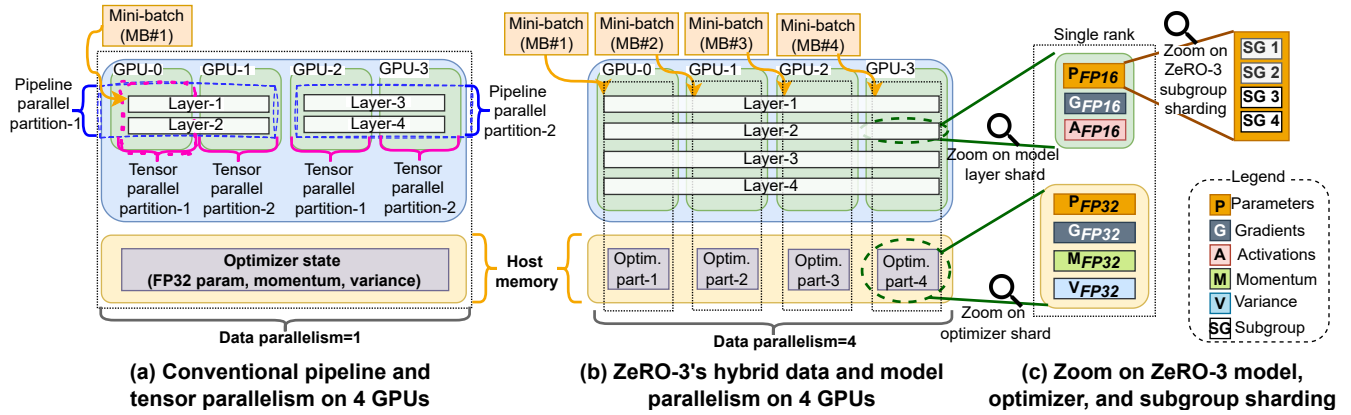 Mini-batch
(MB#1)
GPU-0
GPU-1
GPU-2
GPU-3
Pipeline
parallel
partition-1
Layer-1
Layer-2
Layer-3
Layer-4
Pipeline
parallel
partition-2
Tensor
parallel
partition-1
Tensor
parallel
partition-2
Tensor
parallel
partition-1
Tensor
parallel
partition-2
Optimizer state
(FP32 param, momentum, variance)
Data parallelism=1
(a) Conventional pipeline and
tensor parallelism on 4 GPUs
Host
memory
Mini-batch
(MB#1)
Mini-batch
(MB#2)
Mini-batch
(MB#3)
Mini-batch
(MB#4)
GPU-0
GPU-1
GPU-2
GPU-3
Layer-1
Layer-2
Layer-3
Layer-4
Optim.
part-1
Optim.
part-2
Optim.
part-3
Optim.
part-4
Data parallelism=4
(b) ZeRO-3's hybrid data and model
parallelism on 4 GPUs
Zoom on model
layer shard
Zoom on
optimizer shard
Single rank
PFP16
GFP16
AFP16
Zoom on
ZeRO-3
subgroup
sharding
SG 1
SG 2
SG 3
SG 4
PFP32
GFP32
MFP32
VFP32
Legend
P Parameters
G Gradients
A Activations
M Momentum
V Variance
SG Subgroup
(c) Zoom on ZeRO-3 model,
optimizer, and subgroup sharding